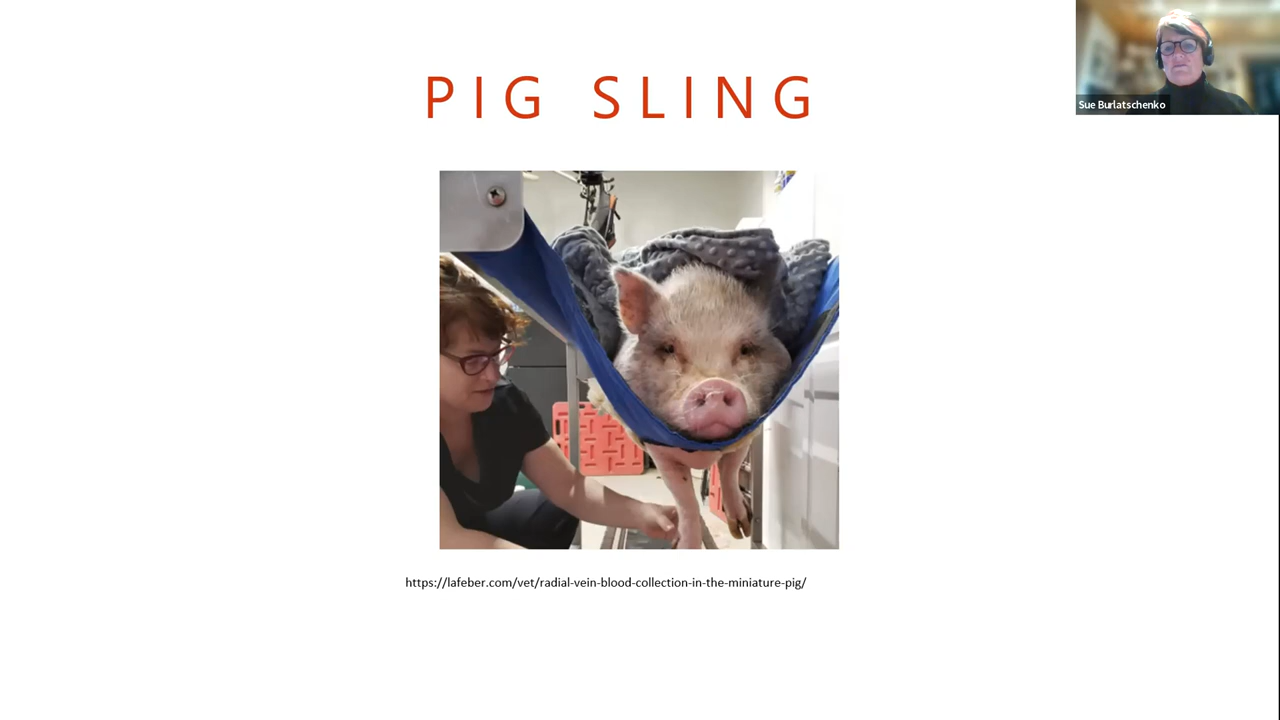 PIG SLING
Sue Burlatschenko
https://lafeber.com/vet/radial-vein-blood-collection-in-the-miniature-pig/